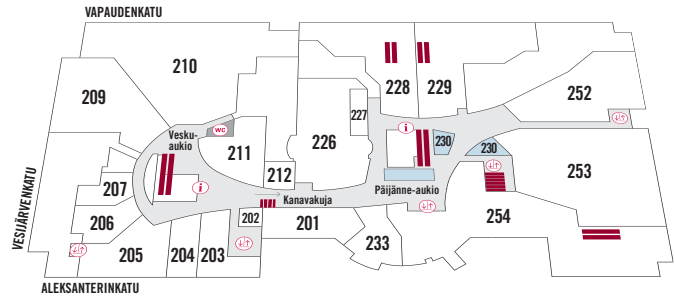 VAPAUDENKATU
210
209
228
229
252
227
Vesku-
aukio
WC
i
230
230
226
211
212
253
207
i
Päijänne-aukio
Kanavakuja
206
202
201
254
205
204
203
233
VESIJÄRVENKATU
ALEKSANTERINKATU